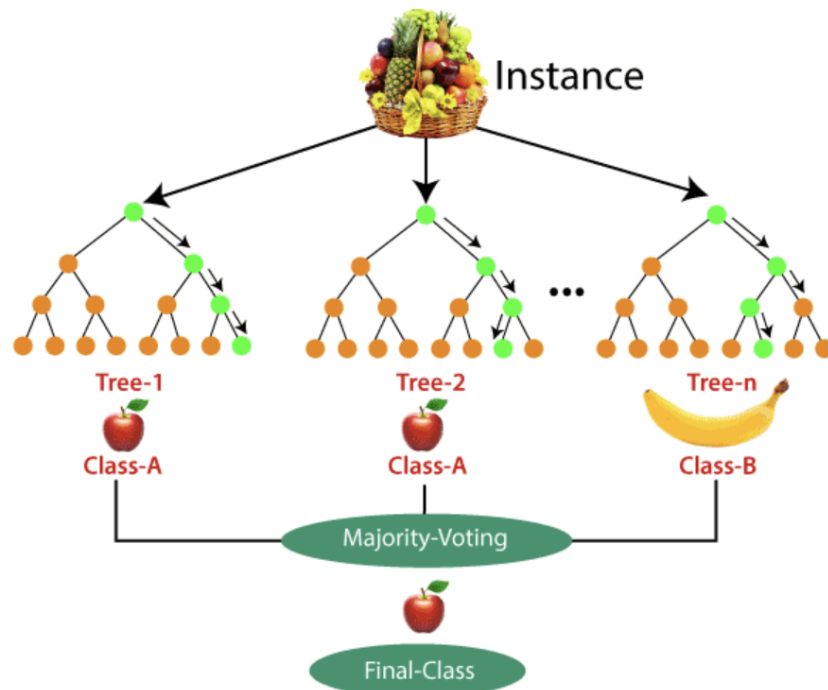 Instance
...
Tree-1
Tree-2
Tree-n
Class-A
Class-A
Class-B
Majority-Voting
Final-Class